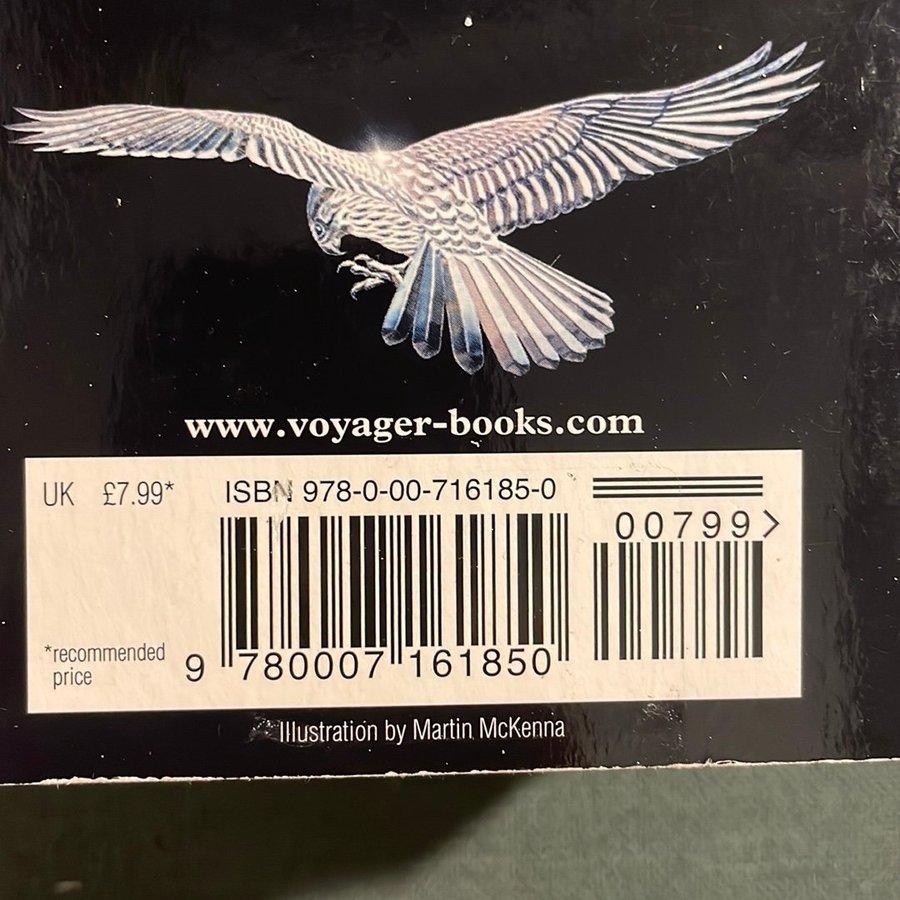 www.voyager-books.com
UK £7.99*
ISBN 978-0-00-716185-0
00799>
*recommended
price
9 780007 161850
Illustration by Martin McKenna